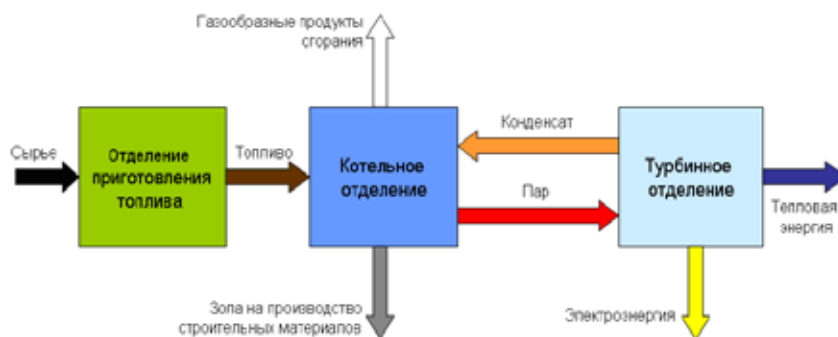 Газообразные продукты
сгорания
Сырье
Отделение
приготовления
топлива
Топливо
Котельное
отделение
Конденсат
Пар
Турбинное
отделение
Тепловая
энергия
Зола на производство
строительных материалов
Электроэнергия